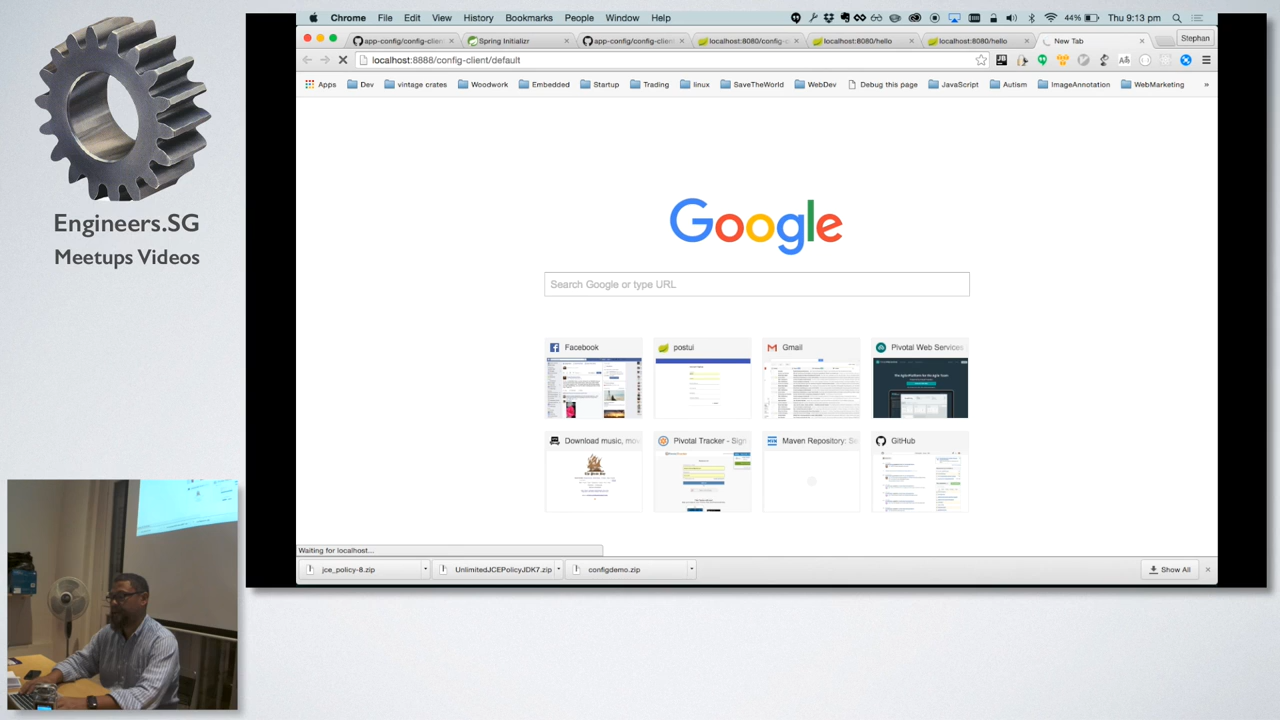 Engineers.SG
Meetups Videos
Chrome File Edit View History Bookmarks People Window Help
44% Thu 9:13 pm
app-config/config-clien
Spring Initializr
app-config/config-clien
localhost:8080/config-c
localhost:8080/hello
localhost:8080/hello
New Tab
Stephan
localhost:8888/config-client/default
Apps Dev vintage crates Woodwork Embedded Startup Trading linux SaveTheWorld WebDev Debug this page JavaScript Autism ImageAnnotation WebMarketing »
Google
Search Google or type URL
Facebook
postui
Gmail
Pivotal Web Services
Download music, mov
Pivotal Tracker - Sign
Maven Repository: Se
GitHub
Waiting for localhost...
jce_policy-8.zip
UnlimitedJCEPolicyJDK7.zip
configdemo.zip
Show All